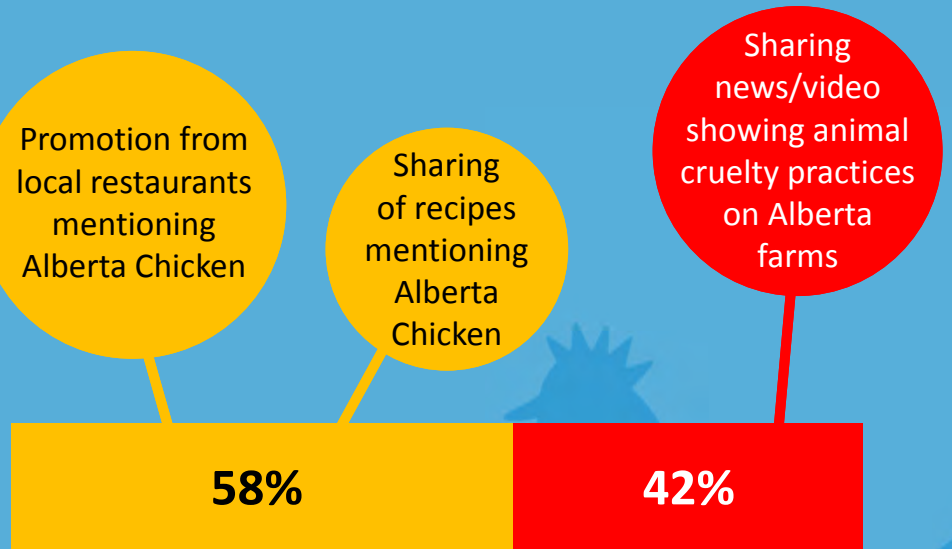 Promotion from
local restaurants
mentioning
Alberta Chicken
Sharing
of recipes
mentioning
Alberta
Chicken
Sharing
news/video
showing animal
cruelty practices
on Alberta
farms
58%
42%